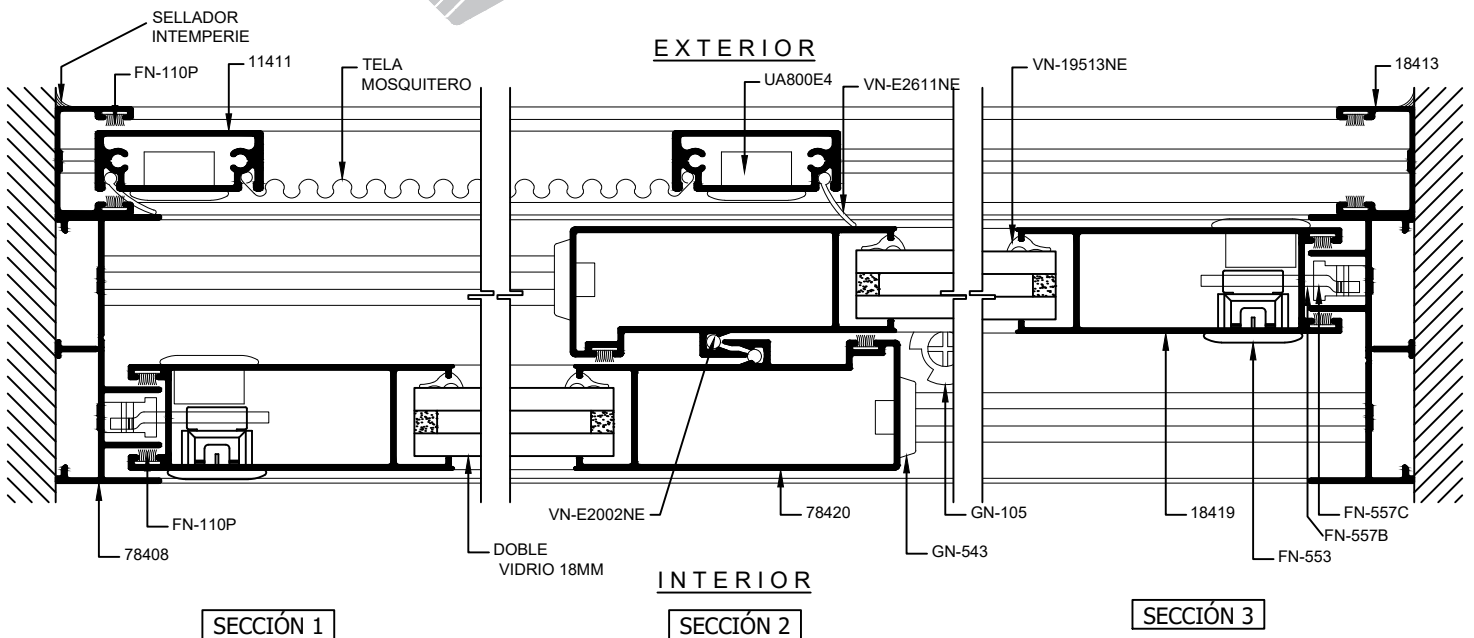 SELLADOR
INTEMPERIE
EXTERIOR
FN-110P
11411
TELA
MOSQUITERO
UA800E4
VN-E2611NE
VN-19513NE
18413
FN-110P
78408
DOBLE
VIDRIO 18MM
VN-E2002NE
78420
GN-543
GN-105
18419
FN-553
FN-557B
FN-557C
INTERIOR
SECCIÓN 1
SECCIÓN 2
SECCIÓN 3